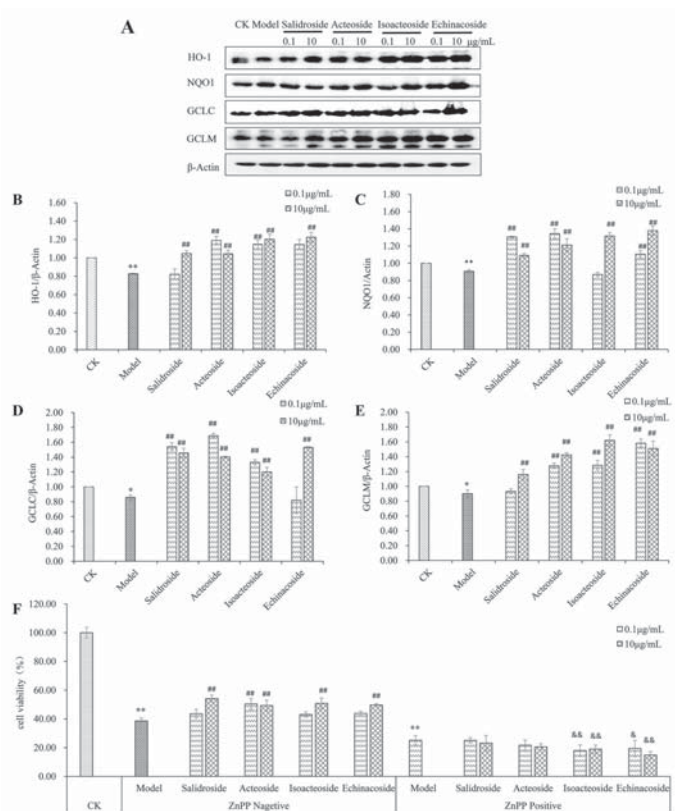 A
CK Model Salidroside Acteoside Isoacteoside Echinacoside
0.1 10 0.1 10 0.1 10 0.1 10 μg/mL
HO-1
NQO1
GCLC
GCLM
β-Actin
B
HO-1/β-Actin
1.60
1.40
1.20
1.00
0.80
0.60
0.40
0.20
0.00
0.1μg/mL
10μg/mL
**
##
##
##
##
##
##
CK
Model
Salidroside
Acteoside
Isoacteoside
Echinacoside
C
NQO1/Actin
1.80
1.60
1.40
1.20
1.00
0.80
0.60
0.40
0.20
0.00
0.1μg/mL
10μg/mL
**
##
##
##
##
##
##
##
CK
Model
Salidroside
Acteoside
Isoacteoside
Echinacoside
D
GCLC/β-Actin
2.00
1.80
1.60
1.40
1.20
1.00
0.80
0.60
0.40
0.20
0.00
0.1μg/mL
10μg/mL
*
##
##
##
##
##
##
CK
Model
Salidroside
Acteoside
Isoacteoside
Echinacoside
E
GCLM/β-Actin
2.00
1.80
1.60
1.40
1.20
1.00
0.80
0.60
0.40
0.20
0.00
0.1μg/mL
10μg/mL
*
##
##
##
##
##
##
##
CK
Model
Salidroside
Acteoside
Isoacteoside
Echinacoside
F
cell viability (%)
120.00
100.00
80.00
60.00
40.00
20.00
0.00
0.1μg/mL
10μg/mL
**
##
##
##
##
##
**
&&
&&
&
&&
Model Salidroside Acteoside Isoacteoside Echinacoside Model Salidroside Acteoside Isoacteoside Echinacoside
CK ZnPP Nagetive ZnPP Positive